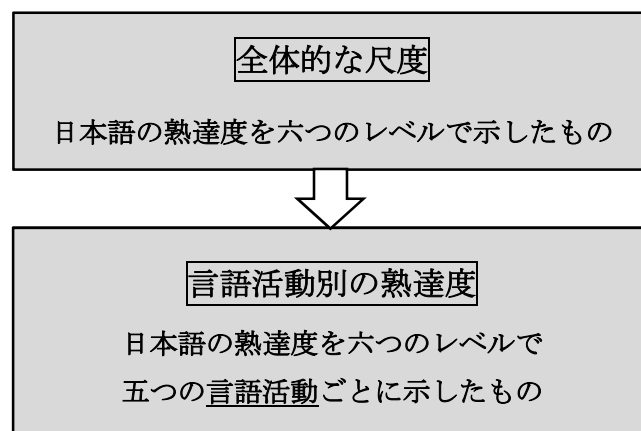 全体的な尺度
日本語の熟達度を六つのレベルで示したもの
言語活動別の熟達度
日本語の熟達度を六つのレベルで
五つの言語活動ごとに示したもの